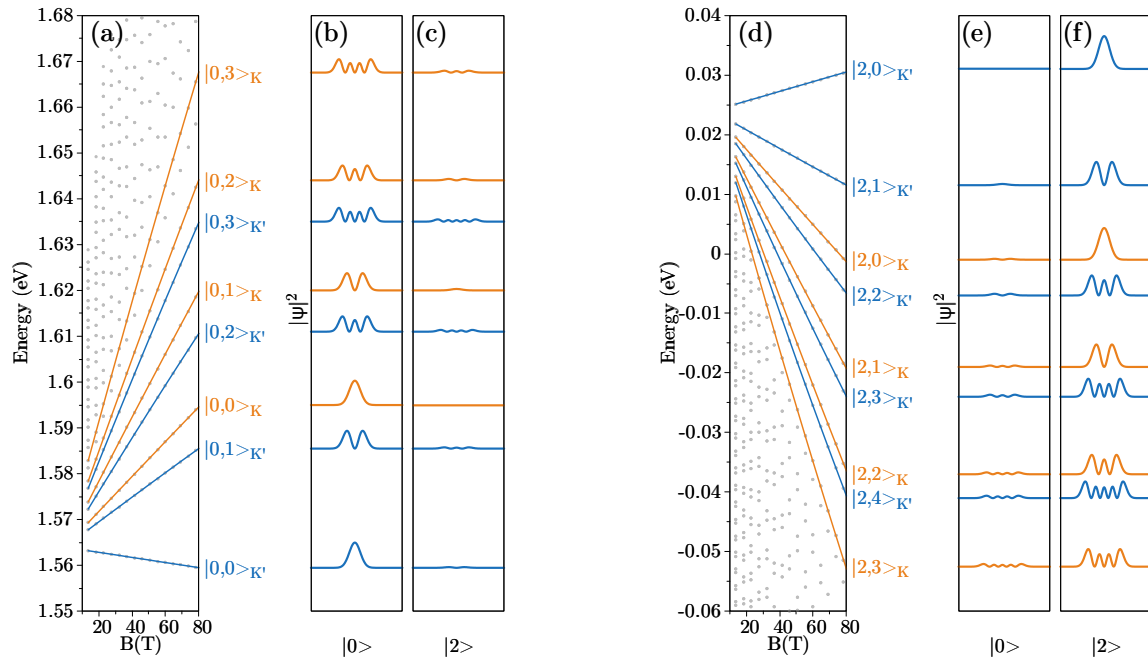 (a)
Energy (eV)
1.68
1.67
1.66
1.65
1.64
1.63
1.62
1.61
1.6
1.59
1.58
1.57
1.56
1.55
20 40 60 80
B(T)
|0,3>K
|0,2>K
|0,3>K'
|0,1>K
|0,2>K'
|0,0>K
|0,1>K'
|0,0>K'
(b)
|ψ|²
|0>
(c)
|2>
(d)
Energy (eV)
0.04
0.03
0.02
0.01
0
-0.01
-0.02
-0.03
-0.04
-0.05
-0.06
20 40 60 80
B(T)
|2,0>K'
|2,1>K'
|2,0>K
|2,2>K'
|2,1>K
|2,3>K'
|2,2>K
|2,4>K'
|2,3>K
(e)
|ψ|²
|0>
(f)
|2>